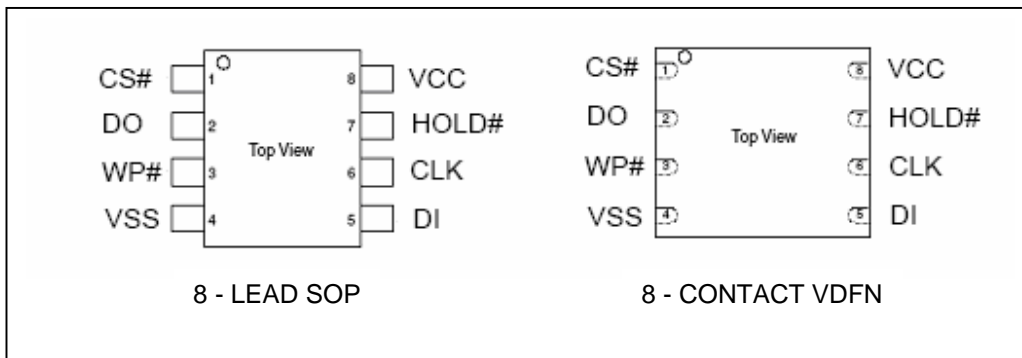 CS# 1 8 VCC
DO 2 7 HOLD#
Top View
WP# 3 6 CLK
VSS 4 5 DI
8 - LEAD SOP
CS# 1 8 VCC
DO 2 7 HOLD#
Top View
WP# 3 6 CLK
VSS 4 5 DI
8 - CONTACT VDFN